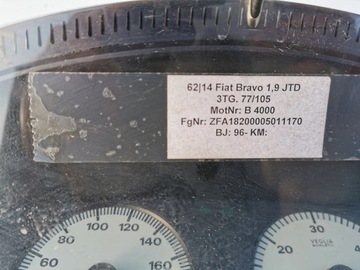 62|14 Fiat Bravo 1,9 JTD
3TG. 77/105
MotNr: B 4000
FgNr: ZFA18200005011170
BJ: 96- KM:
60 80 100 120 140 160
20 30
VEGLIA